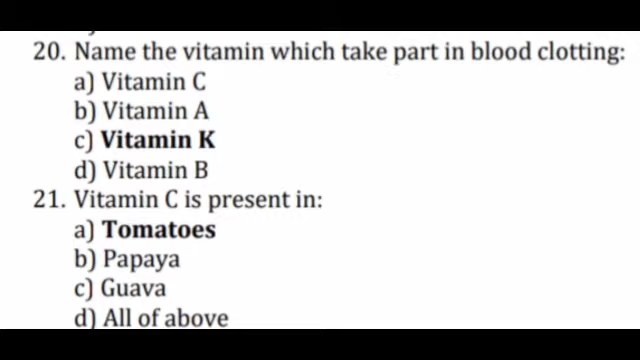 20. Name the vitamin which take part in blood clotting:
a) Vitamin C
b) Vitamin A
c) Vitamin K
d) Vitamin B
21. Vitamin C is present in:
a) Tomatoes
b) Papaya
c) Guava
d) All of above